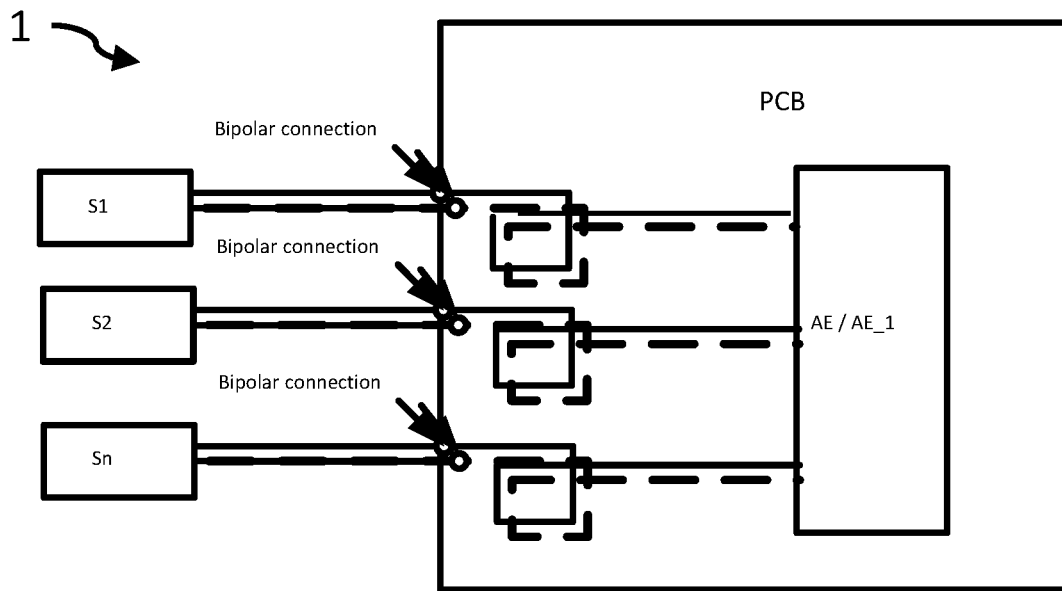 1
PCB
Bipolar connection
S1
Bipolar connection
S2
AE / AE_1
Bipolar connection
Sn